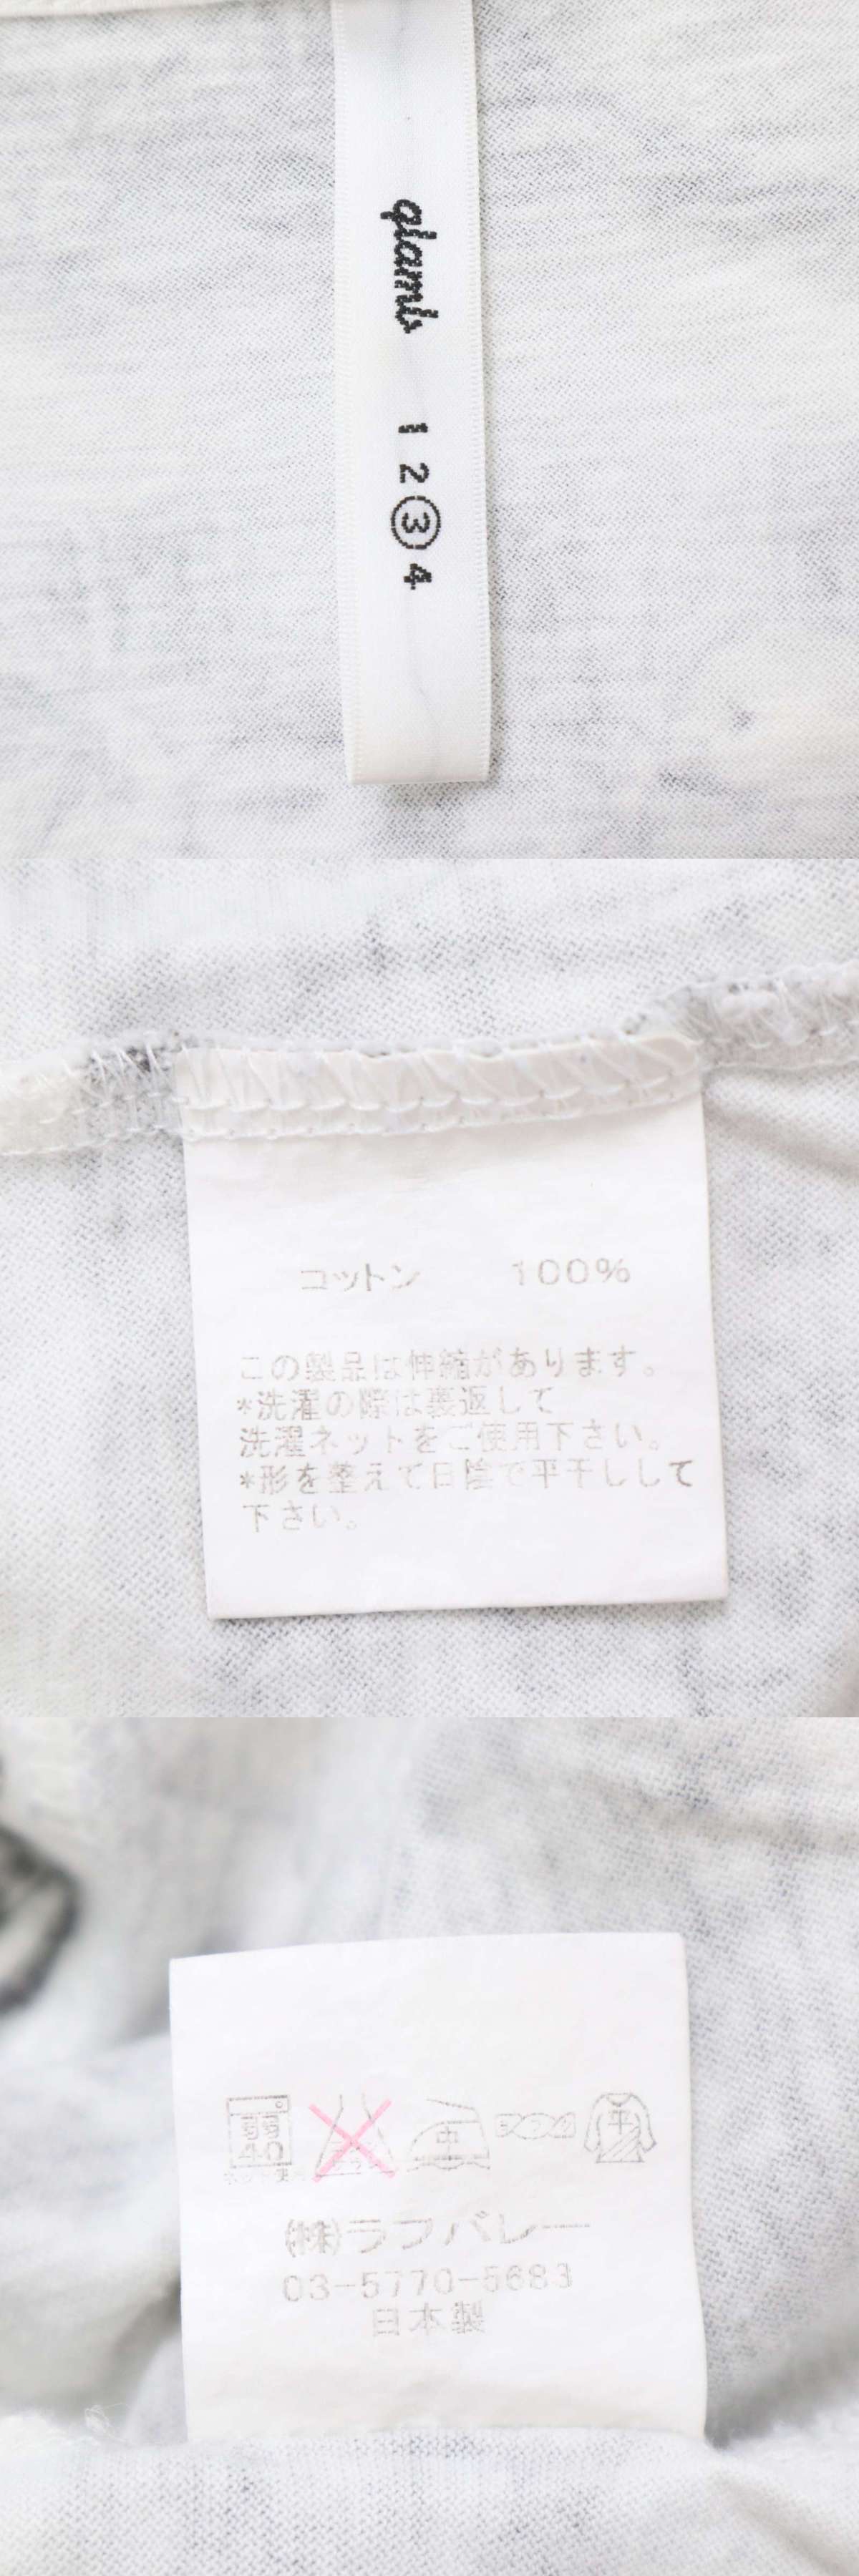 glamb 1 2 3 4
コットン 100%
この製品は伸縮があります。
*洗濯の際は裏返して
洗濯ネットをご使用下さい。
*形を整えて日陰で平干しして
下さい。
弱
40
中
平
(株)ラフバレー
03-5770-5683
日本製